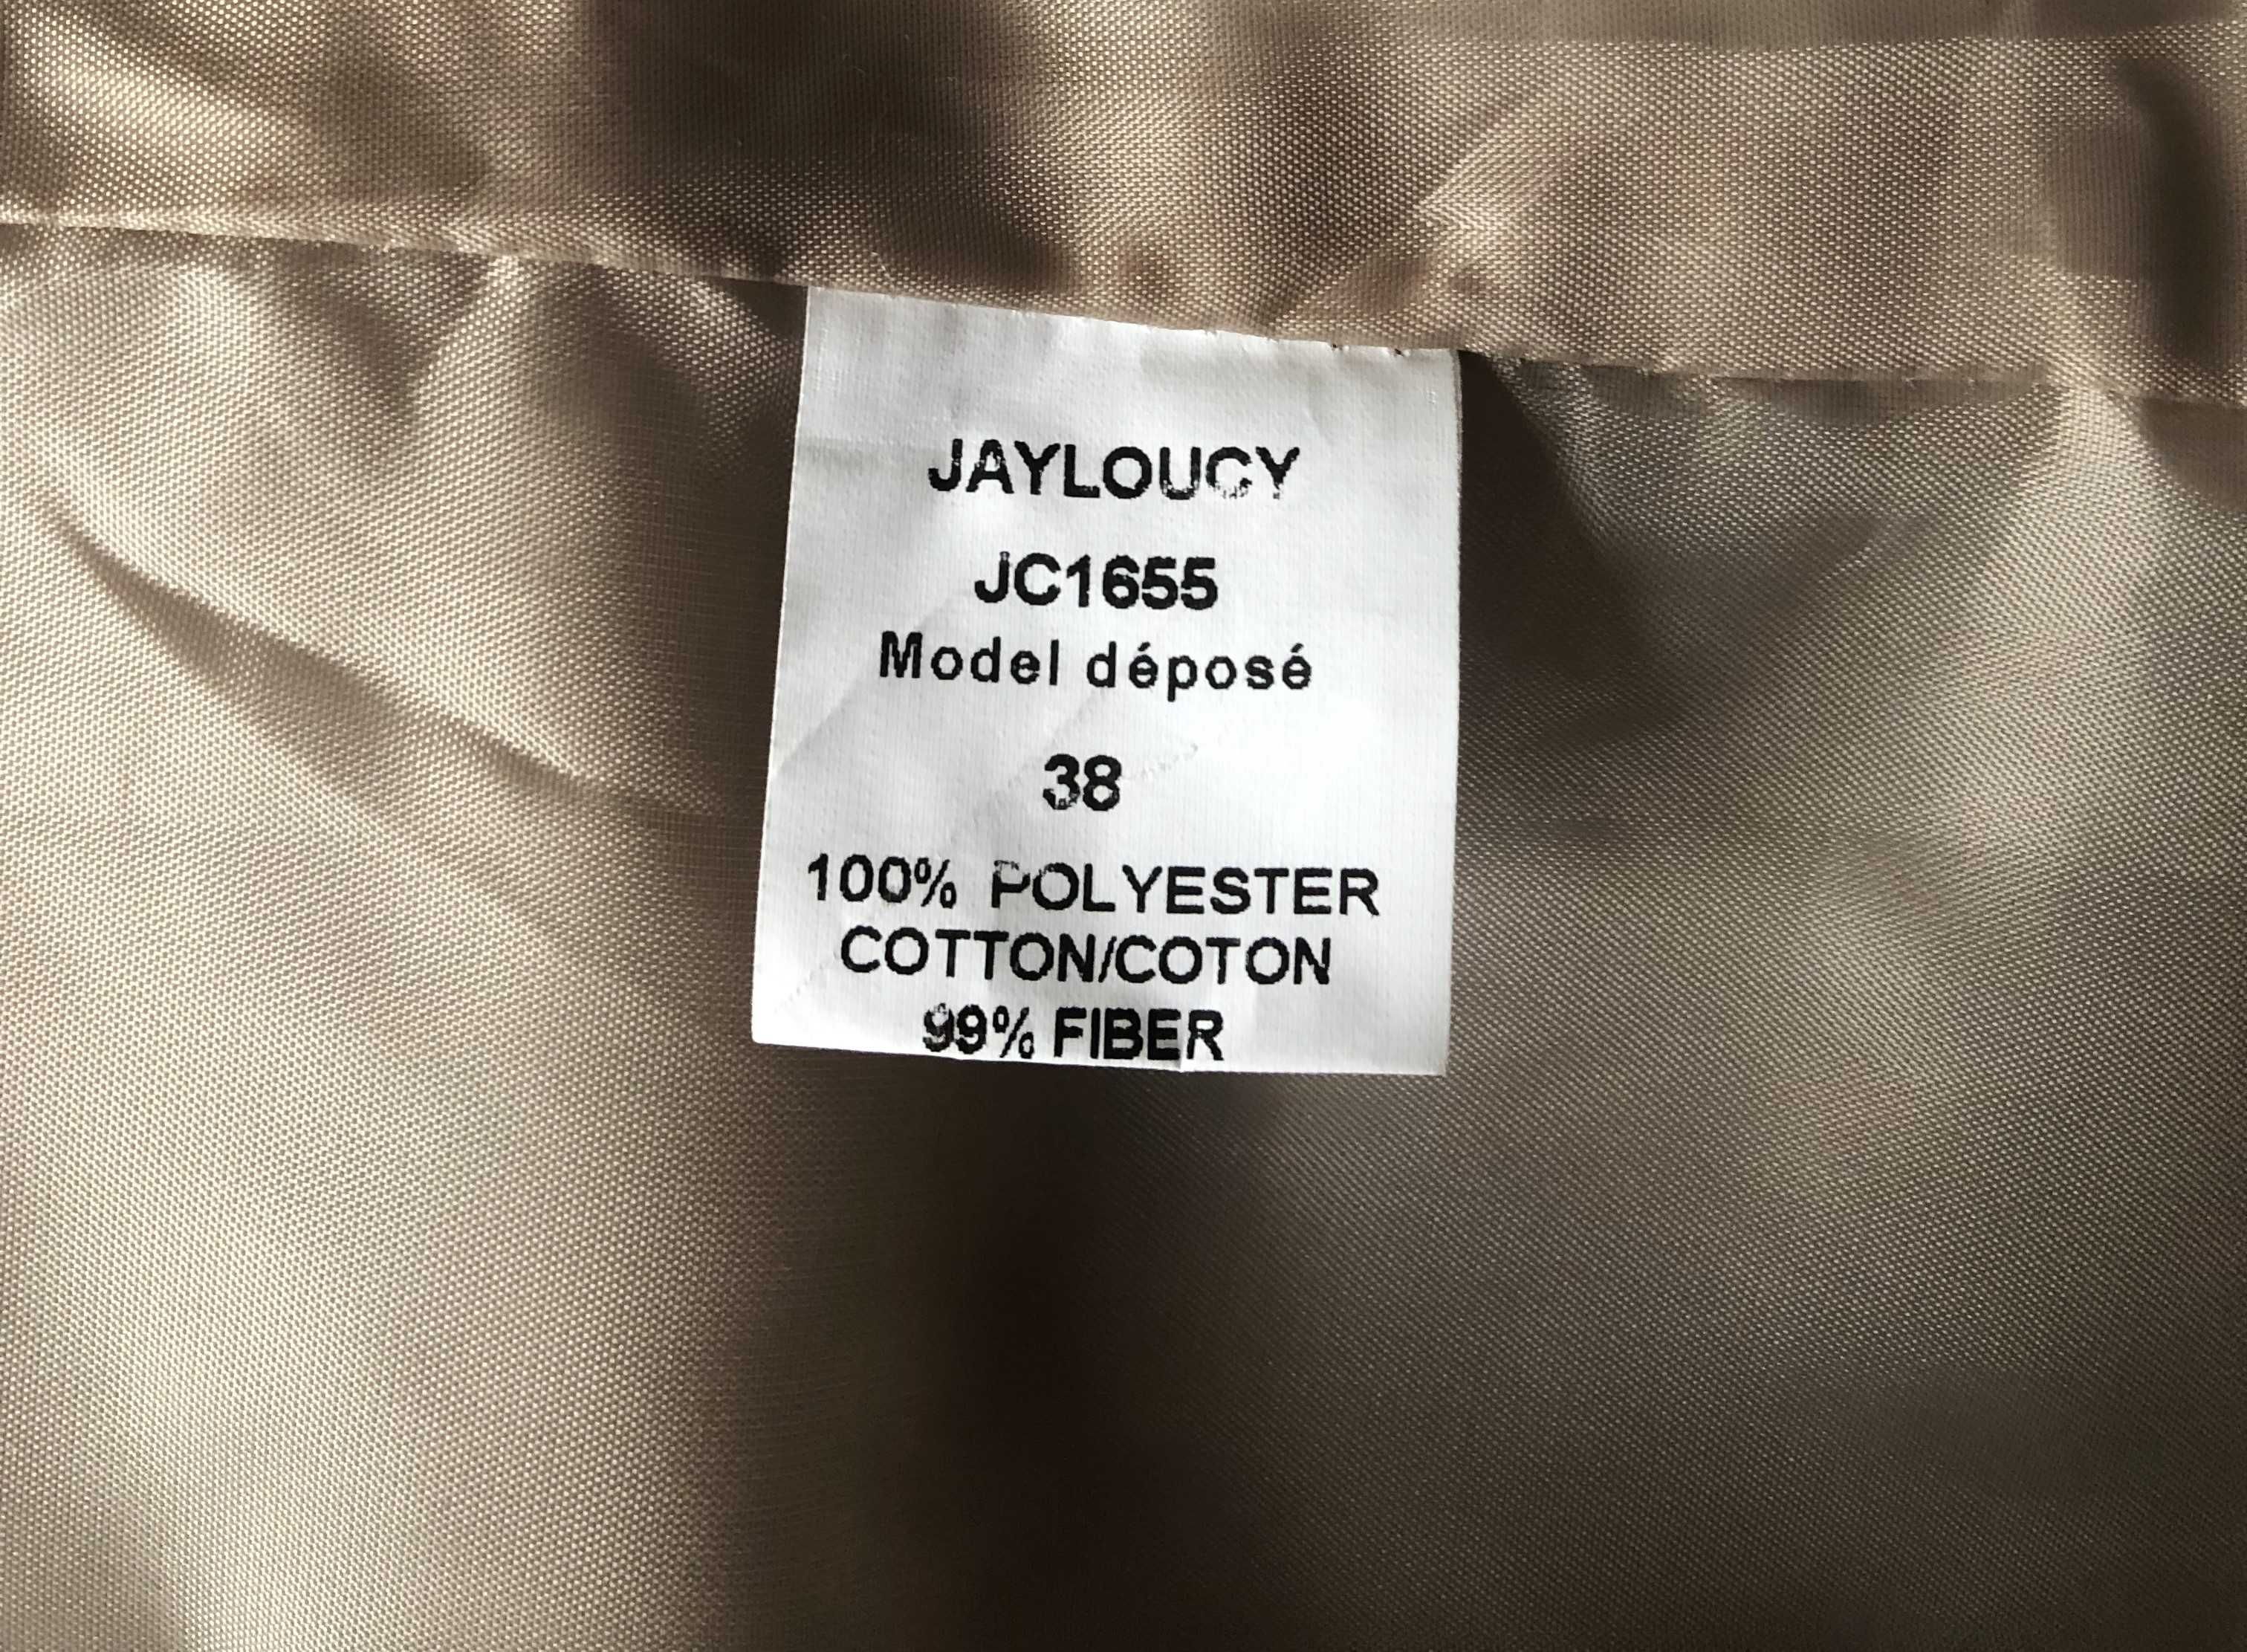 JAYLOUCY
JC1655
Model déposé
38
100% POLYESTER
COTTON/COTON
99% FIBER